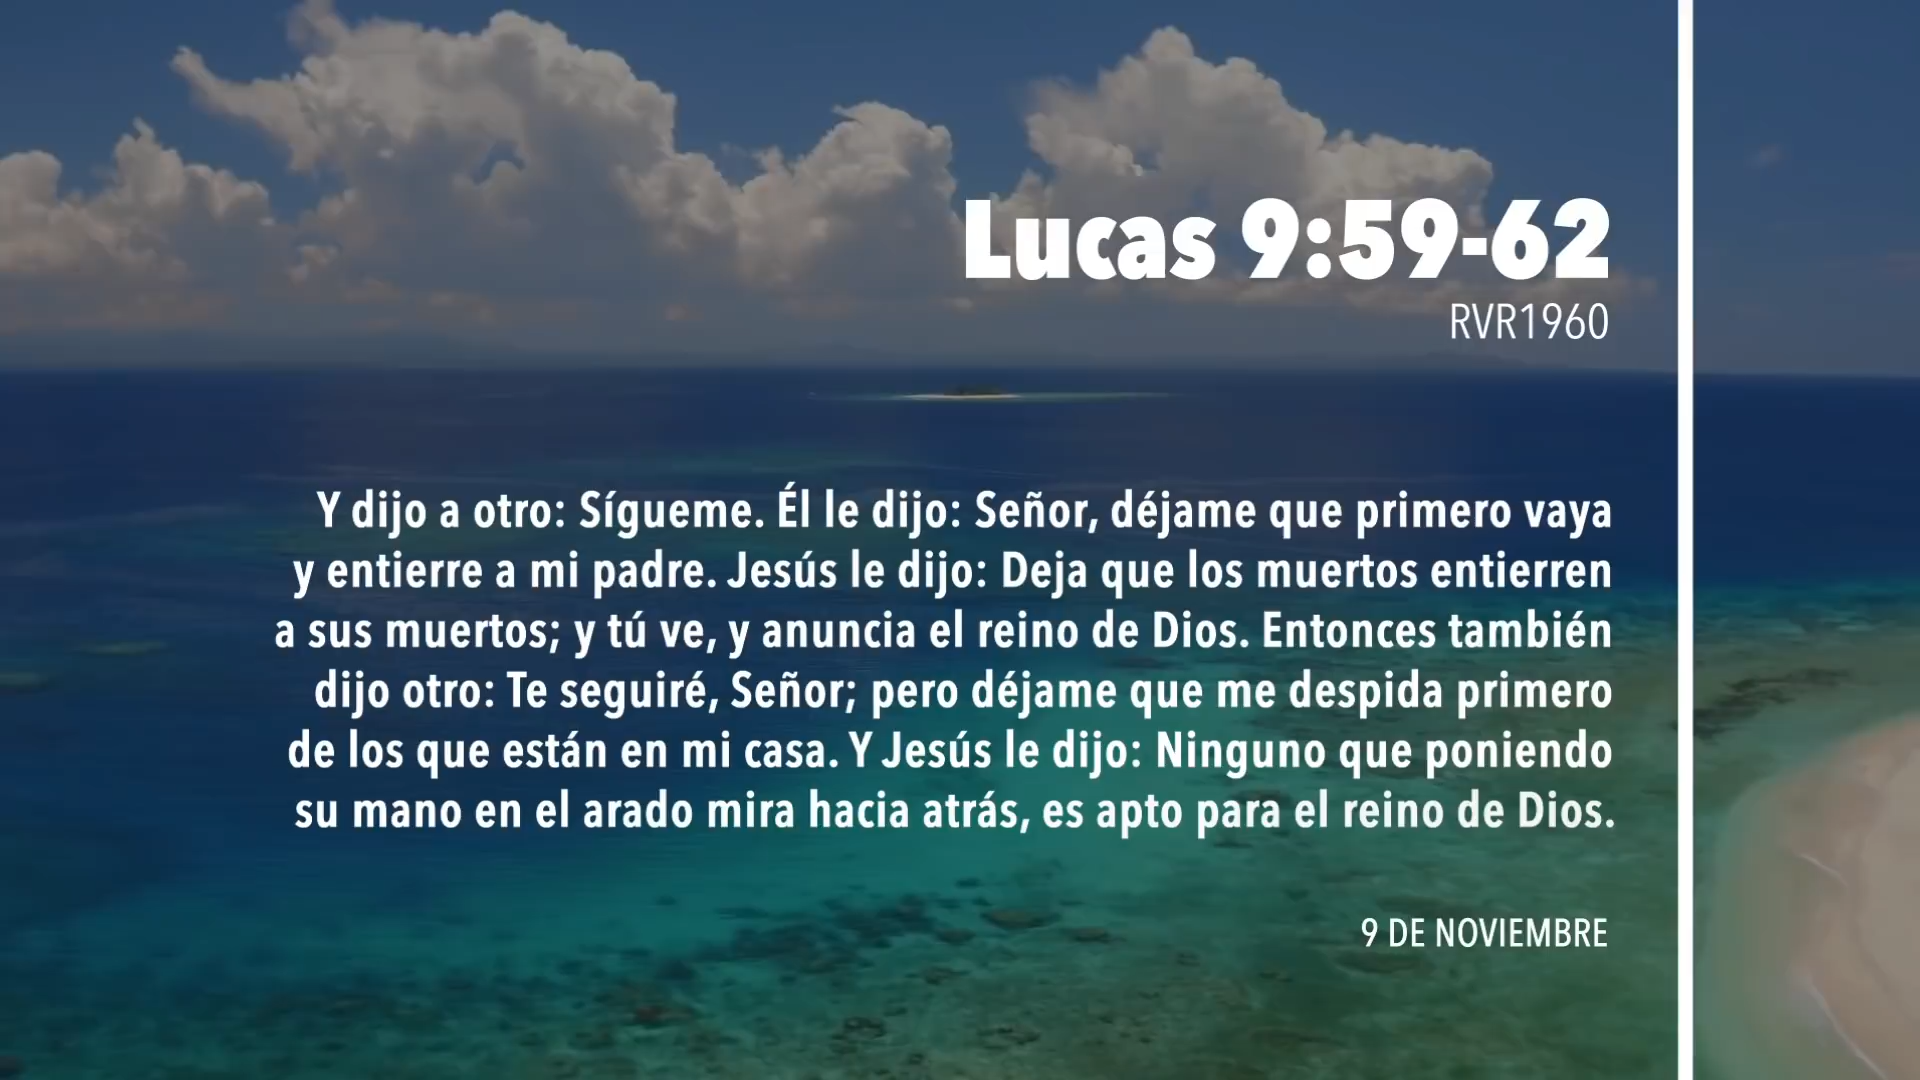 Lucas 9:59-62
RVR1960
Y dijo a otro: Sígueme. Él le dijo: Señor, déjame que primero vaya
y entierre a mi padre. Jesús le dijo: Deja que los muertos entierren
a sus muertos; y tú ve, y anuncia el reino de Dios. Entonces también
dijo otro: Te seguiré, Señor; pero déjame que me despida primero
de los que están en mi casa. Y Jesús le dijo: Ninguno que poniendo
su mano en el arado mira hacia atrás, es apto para el reino de Dios.
9 DE NOVIEMBRE